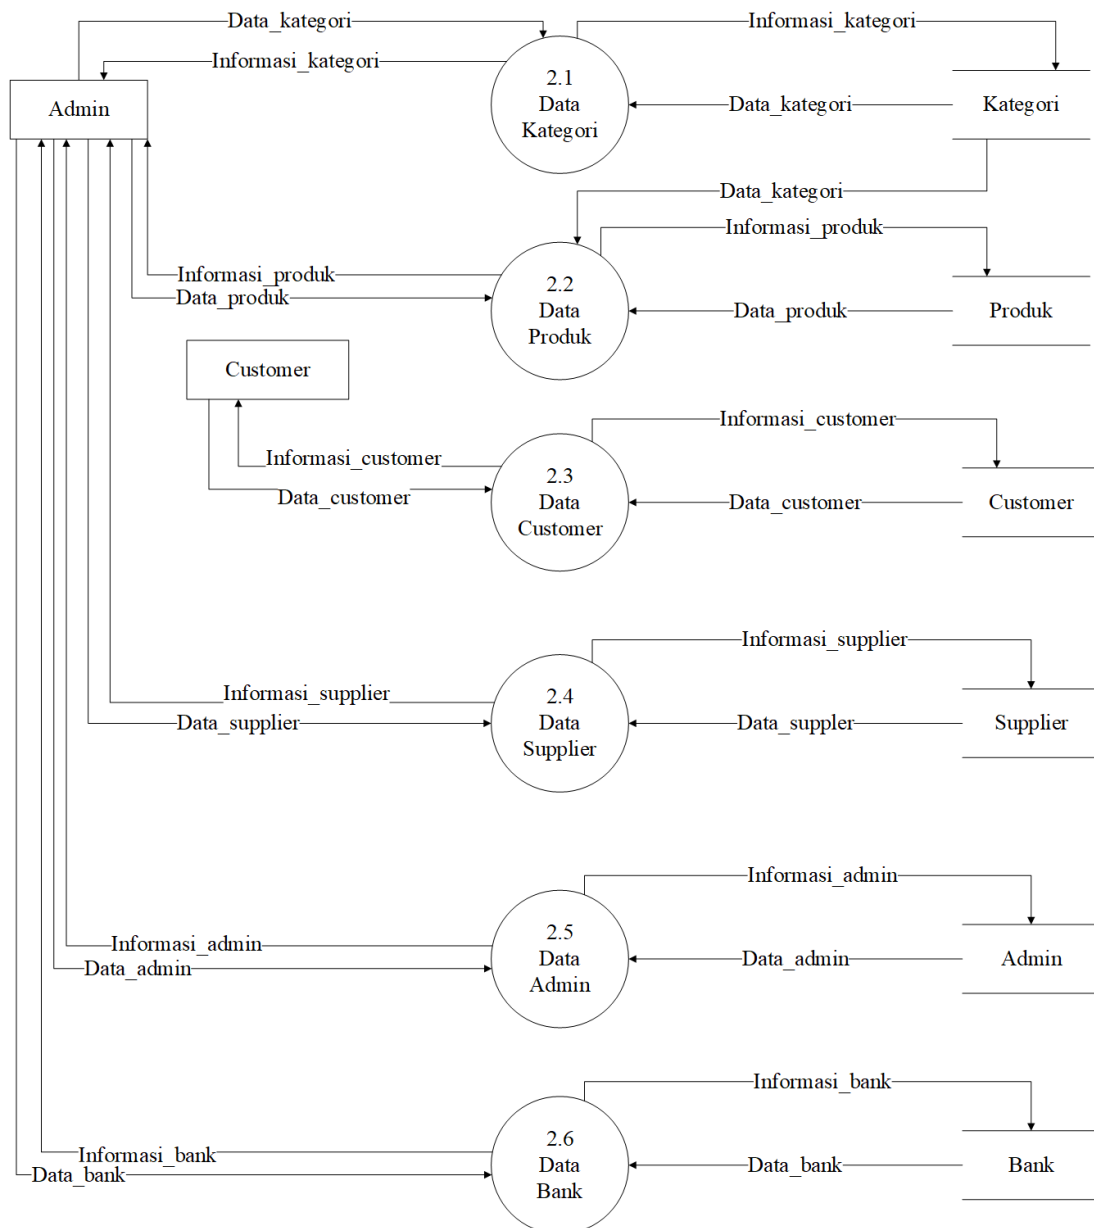 Data_kategori
Informasi_kategori
Informasi_kategori
2.1
Data
Kategori
Admin
Data_kategori
Kategori
Data_kategori
Informasi_produk
Informasi_produk
Data_produk
2.2
Data
Produk
Data_produk
Produk
Customer
Informasi_customer
Informasi_customer
Data_customer
2.3
Data
Customer
Data_customer
Customer
Informasi_supplier
Informasi_supplier
Data_supplier
2.4
Data
Supplier
Data_suppler
Supplier
Informasi_admin
Informasi_admin
Data_admin
2.5
Data
Admin
Data_admin
Admin
Informasi_bank
Informasi_bank
Data_bank
2.6
Data
Bank
Data_bank
Bank